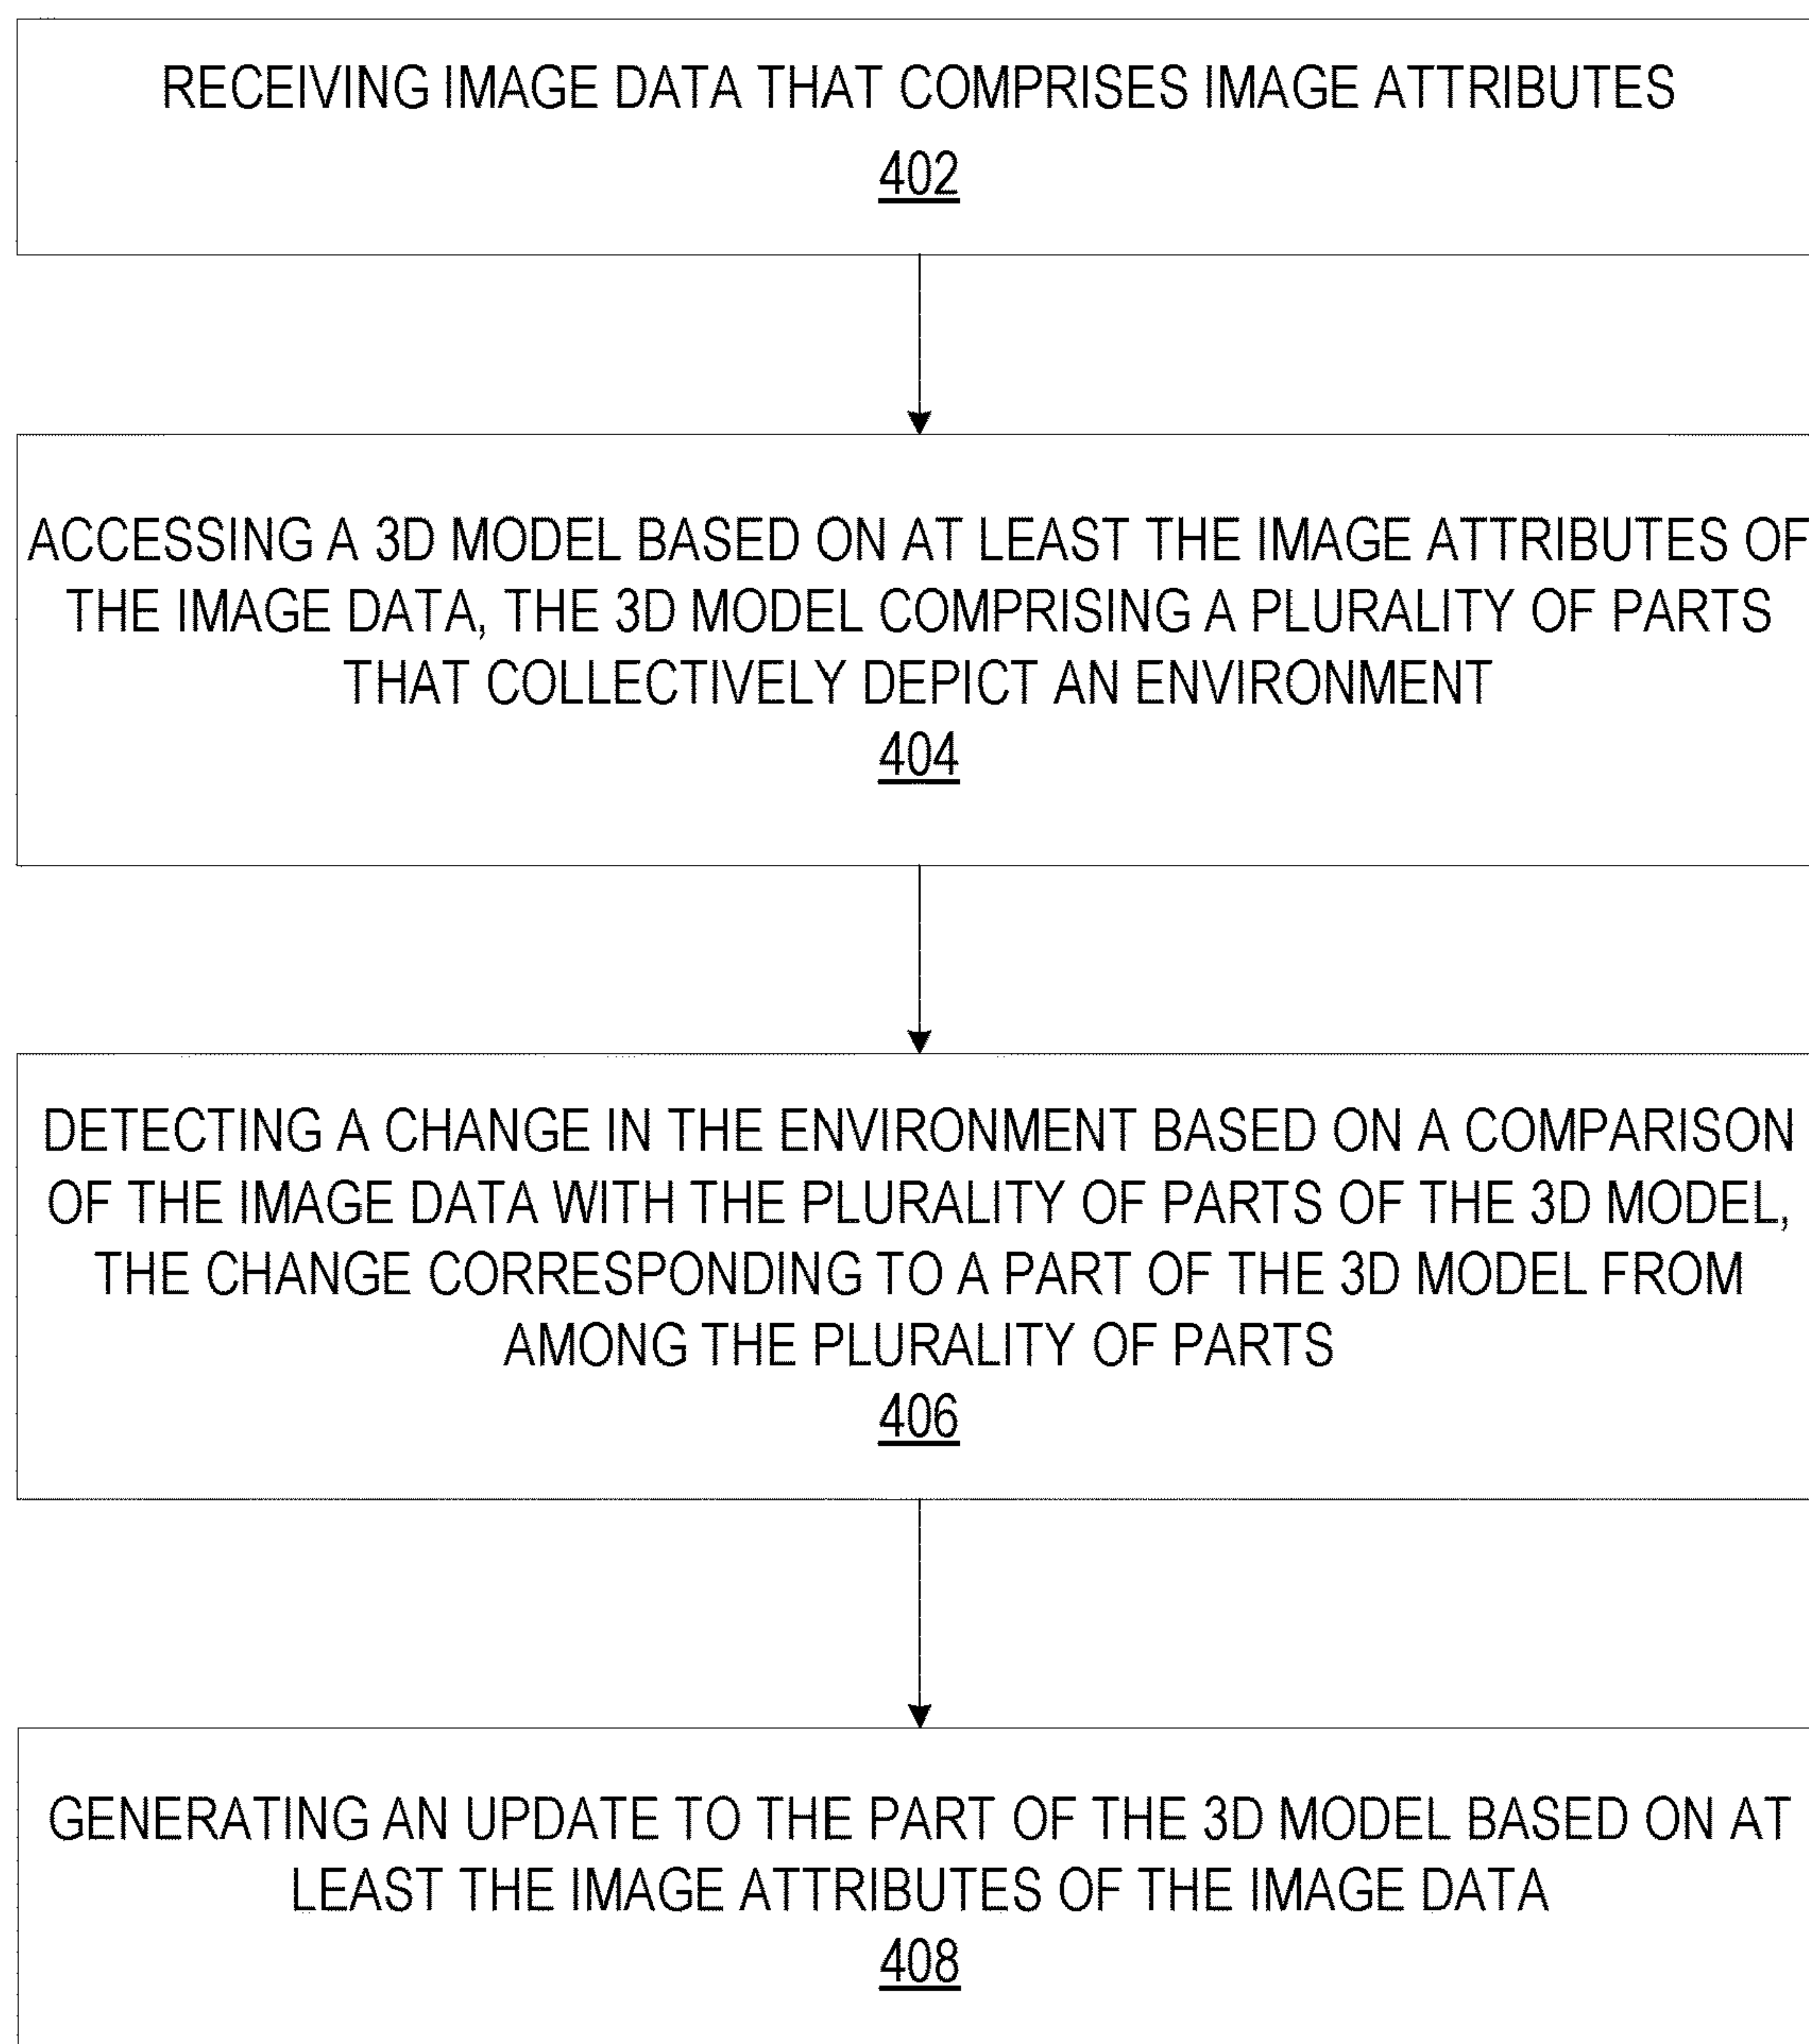 RECEIVING IMAGE DATA THAT COMPRISES IMAGE ATTRIBUTES
402
ACCESSING A 3D MODEL BASED ON AT LEAST THE IMAGE ATTRIBUTES OF
THE IMAGE DATA, THE 3D MODEL COMPRISING A PLURALITY OF PARTS
THAT COLLECTIVELY DEPICT AN ENVIRONMENT
404
DETECTING A CHANGE IN THE ENVIRONMENT BASED ON A COMPARISON
OF THE IMAGE DATA WITH THE PLURALITY OF PARTS OF THE 3D MODEL,
THE CHANGE CORRESPONDING TO A PART OF THE 3D MODEL FROM
AMONG THE PLURALITY OF PARTS
406
GENERATING AN UPDATE TO THE PART OF THE 3D MODEL BASED ON AT
LEAST THE IMAGE ATTRIBUTES OF THE IMAGE DATA
408